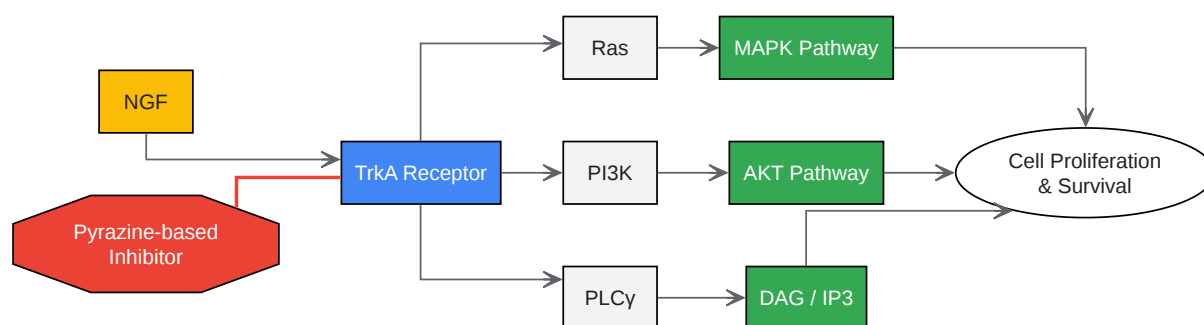 Ras
MAPK Pathway
NGF
TrkA Receptor
PI3K
AKT Pathway
Cell Proliferation
& Survival
Pyrazine-based
Inhibitor
PLCγ
DAG / IP3